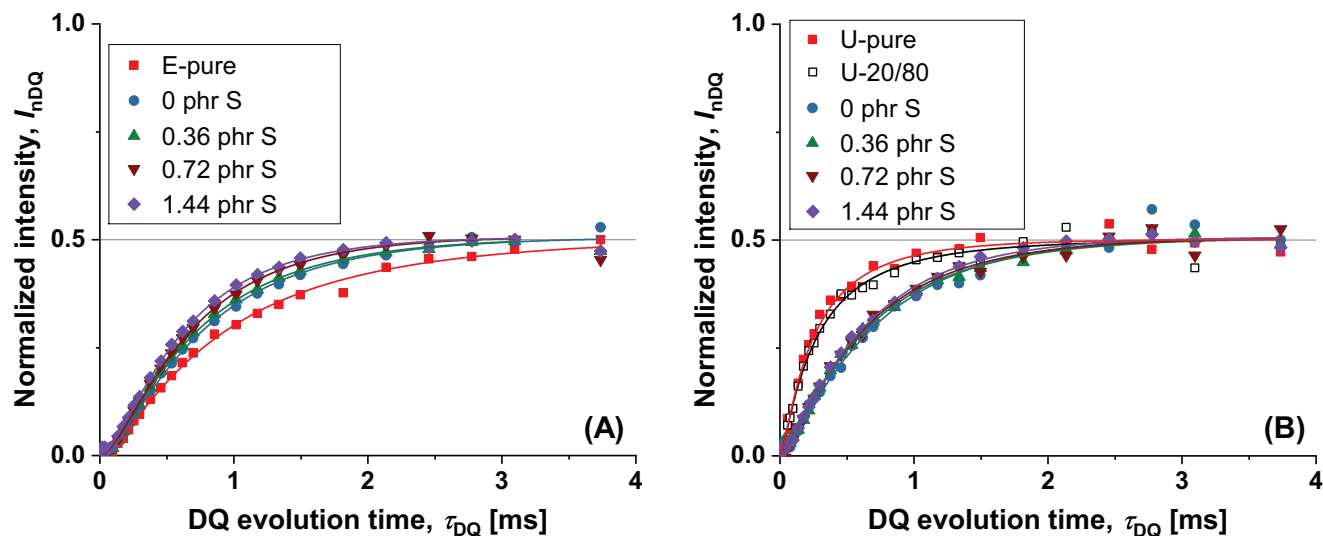 Normalized intensity, InDQ
1.0
0.5
0.0
E-pure
0 phr S
0.36 phr S
0.72 phr S
1.44 phr S
(A)
0
1
2
3
4
DQ evolution time, τDQ [ms]
Normalized intensity, InDQ
1.0
0.5
0.0
U-pure
U-20/80
0 phr S
0.36 phr S
0.72 phr S
1.44 phr S
(B)
0
1
2
3
4
DQ evolution time, τDQ [ms]